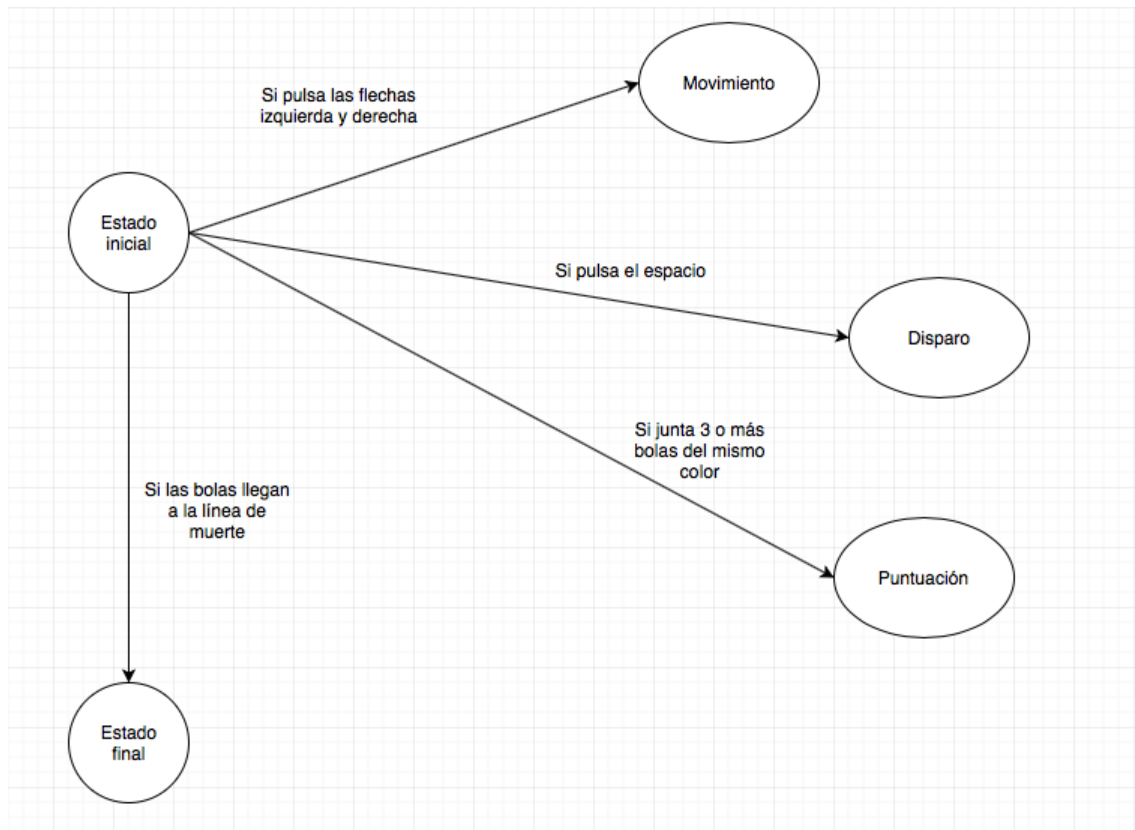 Movimiento
Si pulsa las flechas
izquierda y derecha
Estado
inicial
Si pulsa el espacio
Disparo
Si junta 3 o más
bolas del mismo
color
Si las bolas llegan
a la línea de
muerte
Puntuación
Estado
final